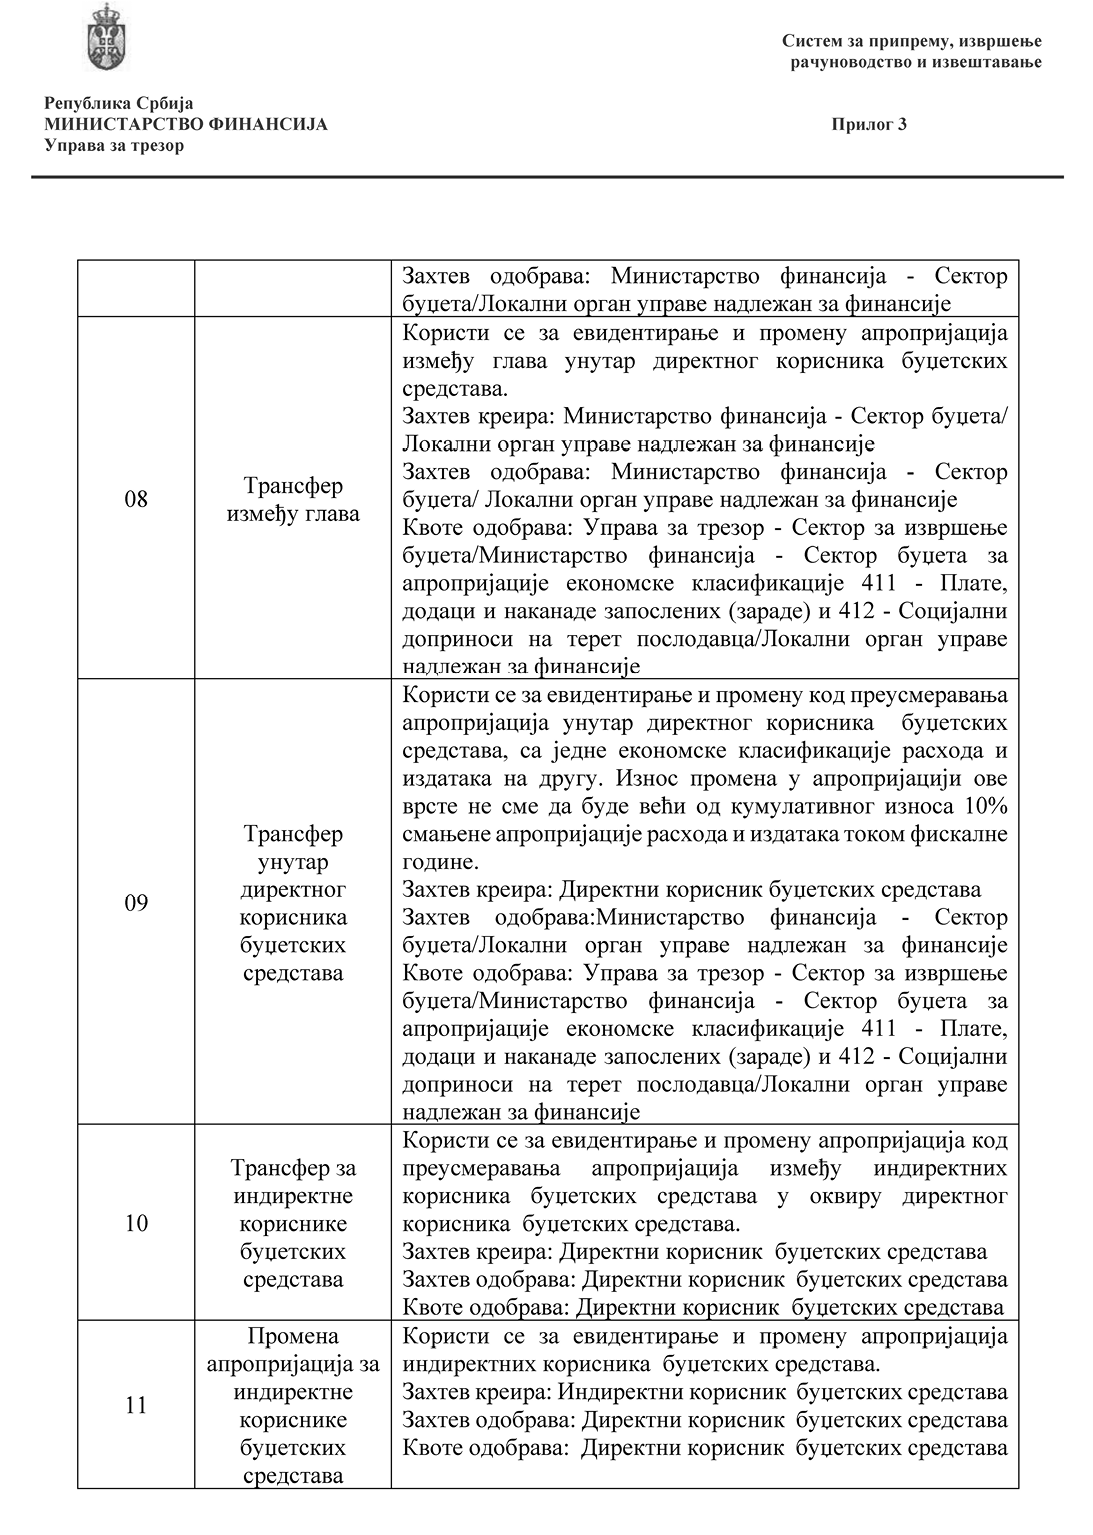 Систем за припрему, извршење
рачуноводство и извештавање
Република Србија
МИНИСТАРСТВО ФИНАНСИЈА
Прилог 3
Управа за трезор
Захтев одобрава: Министарство финансија - Сектор
буџета/Локални орган управе надлежан за финансије
08
Трансфер
између глава
Користи се за евидентирање и промену апропријација
између глава унутар директног корисника буџетских
средстава.
Захтев креира: Министарство финансија - Сектор буџета/
Локални орган управе надлежан за финансије
Захтев одобрава: Министарство финансија - Сектор
буџета/ Локални орган управе надлежан за финансије
Квоте одобрава: Управа за трезор - Сектор за извршење
буџета/Министарство финансија - Сектор буџета за
апропријације економске класификације 411 - Плате,
додаци и наканаде запослених (зараде) и 412 - Социјални
доприноси на терет послодавца/Локални орган управе
надлежан за финансије
09
Трансфер
унутар
директног
корисника
буџетских
средстава
Користи се за евидентирање и промену код преусмеравања
апропријација унутар директног корисника буџетских
средстава, са једне економске класификације расхода и
издатака на другу. Износ промена у апропријацији ове
врсте не сме да буде већи од кумулативног износа 10%
смањене апропријације расхода и издатака током фискалне
године.
Захтев креира: Директни корисник буџетских средстава
Захтев одобрава:Министарство финансија - Сектор
буџета/Локални орган управе надлежан за финансије
Квоте одобрава: Управа за трезор - Сектор за извршење
буџета/Министарство финансија - Сектор буџета за
апропријације економске класификације 411 - Плате,
додаци и наканаде запослених (зараде) и 412 - Социјални
доприноси на терет послодавца/Локални орган управе
надлежан за финансије
10
Трансфер за
индиректне
кориснике
буџетских
средстава
Користи се за евидентирање и промену апропријација код
преусмеравања апропријација између индиректних
корисника буџетских средстава у оквиру директног
корисника буџетских средстава.
Захтев креира: Директни корисник буџетских средстава
Захтев одобрава: Директни корисник буџетских средстава
Квоте одобрава: Директни корисник буџетских средстава
11
Промена
апропријација за
индиректне
кориснике
буџетских
средстава
Користи се за евидентирање и промену апропријација
индиректних корисника буџетских средстава.
Захтев креира: Индиректни корисник буџетских средстава
Захтев одобрава: Директни корисник буџетских средстава
Квоте одобрава: Директни корисник буџетских средстава